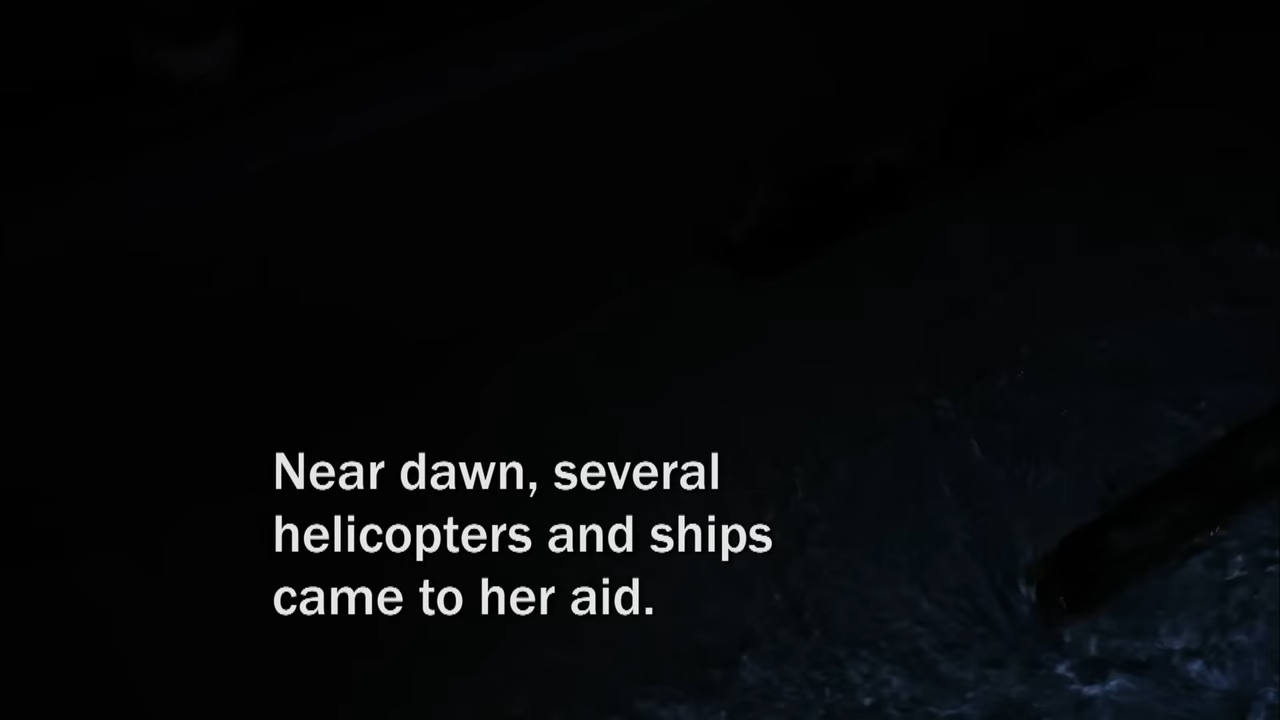 Near dawn, several
helicopters and ships
came to her aid.